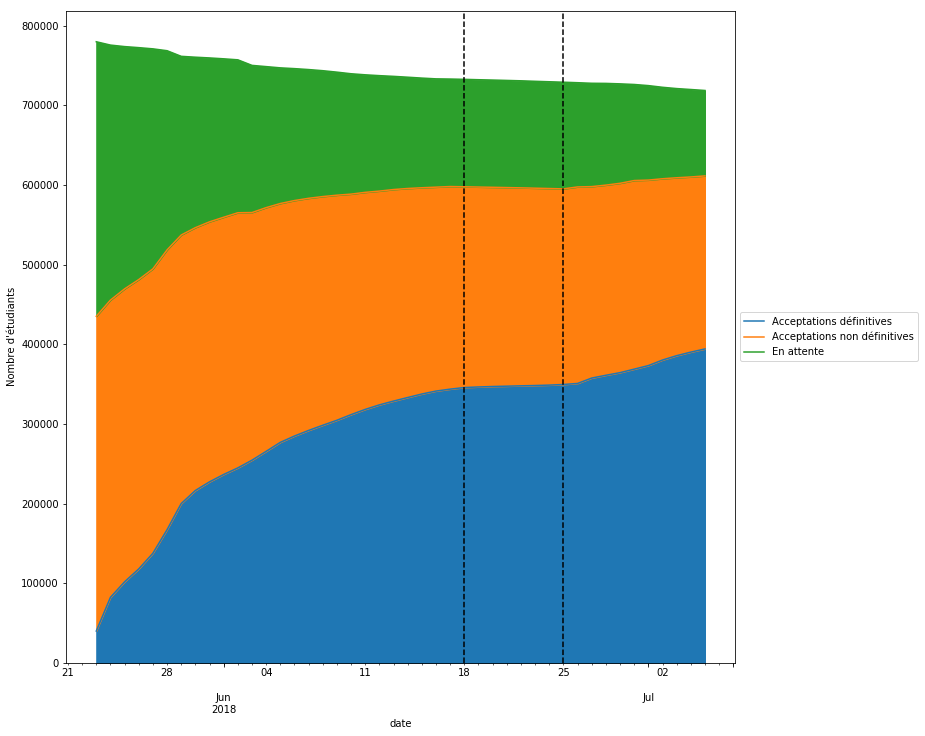 800000
700000
600000
500000
400000
300000
200000
100000
0
Nombre d'étudiants
21 28 04 11 18 25 02
Jun Jul
2018
date
Acceptations définitives
Acceptations non définitives
En attente